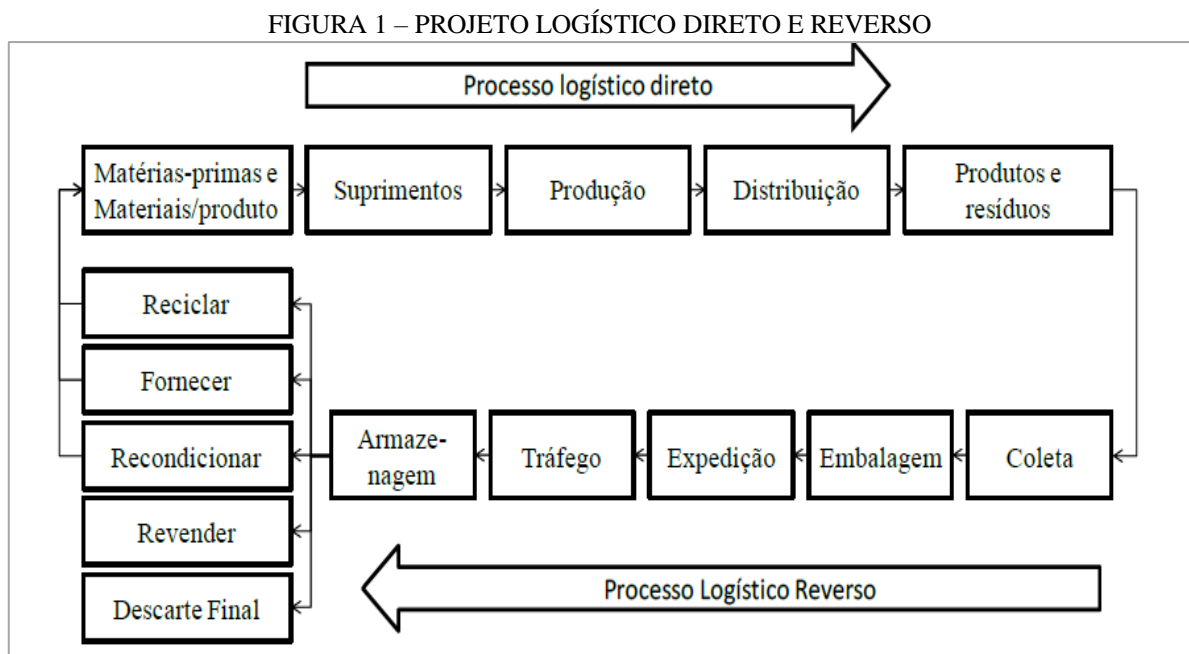 FIGURA 1 – PROJETO LOGÍSTICO DIRETO E REVERSO
Processo logístico direto
Matérias-primas e
Materiais/produto
Suprimentos
Produção
Distribuição
Produtos e
resíduos
Reciclar
Fornecer
Recondicionar
Revender
Descarte Final
Armaze-
nagem
Tráfego
Expedição
Embalagem
Coleta
Processo Logístico Reverso